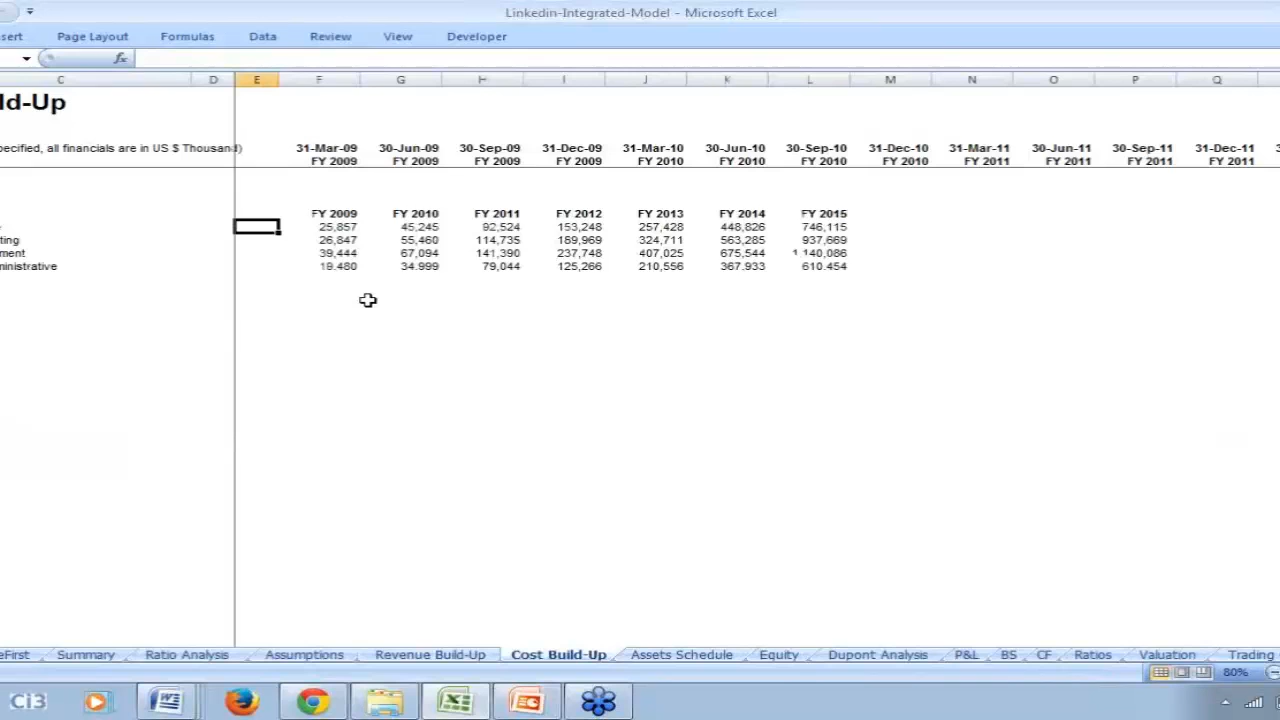 Linkedin-Integrated-Model - Microsoft Excel
sert Page Layout Formulas Data Review View Developer
fx
C D E F G H I J K L M N O P Q
ld-Up
pecified, all financials are in US $ Thousand) 31-Mar-09 30-Jun-09 30-Sep-09 31-Dec-09 31-Mar-10 30-Jun-10 30-Sep-10 31-Dec-10 31-Mar-11 30-Jun-11 30-Sep-11 31-Dec-11 3
FY 2009 FY 2009 FY 2009 FY 2009 FY 2010 FY 2010 FY 2010 FY 2010 FY 2011 FY 2011 FY 2011 FY 2011
FY 2009 FY 2010 FY 2011 FY 2012 FY 2013 FY 2014 FY 2015
25,857 45,245 92,524 153,248 257,428 448,826 746,115
ting 26,847 55,460 114,735 189,969 324,711 563,285 937,669
ment 39,444 67,094 141,390 237,748 407,025 675,544 1 140,086
ministrative 19.480 34.999 79,044 125,266 210,556 367.933 610.454
eFirst Summary Ratio Analysis Assumptions Revenue Build-Up Cost Build-Up Assets Schedule Equity Dupont Analysis P&L BS CF Ratios Valuation Trading
80%